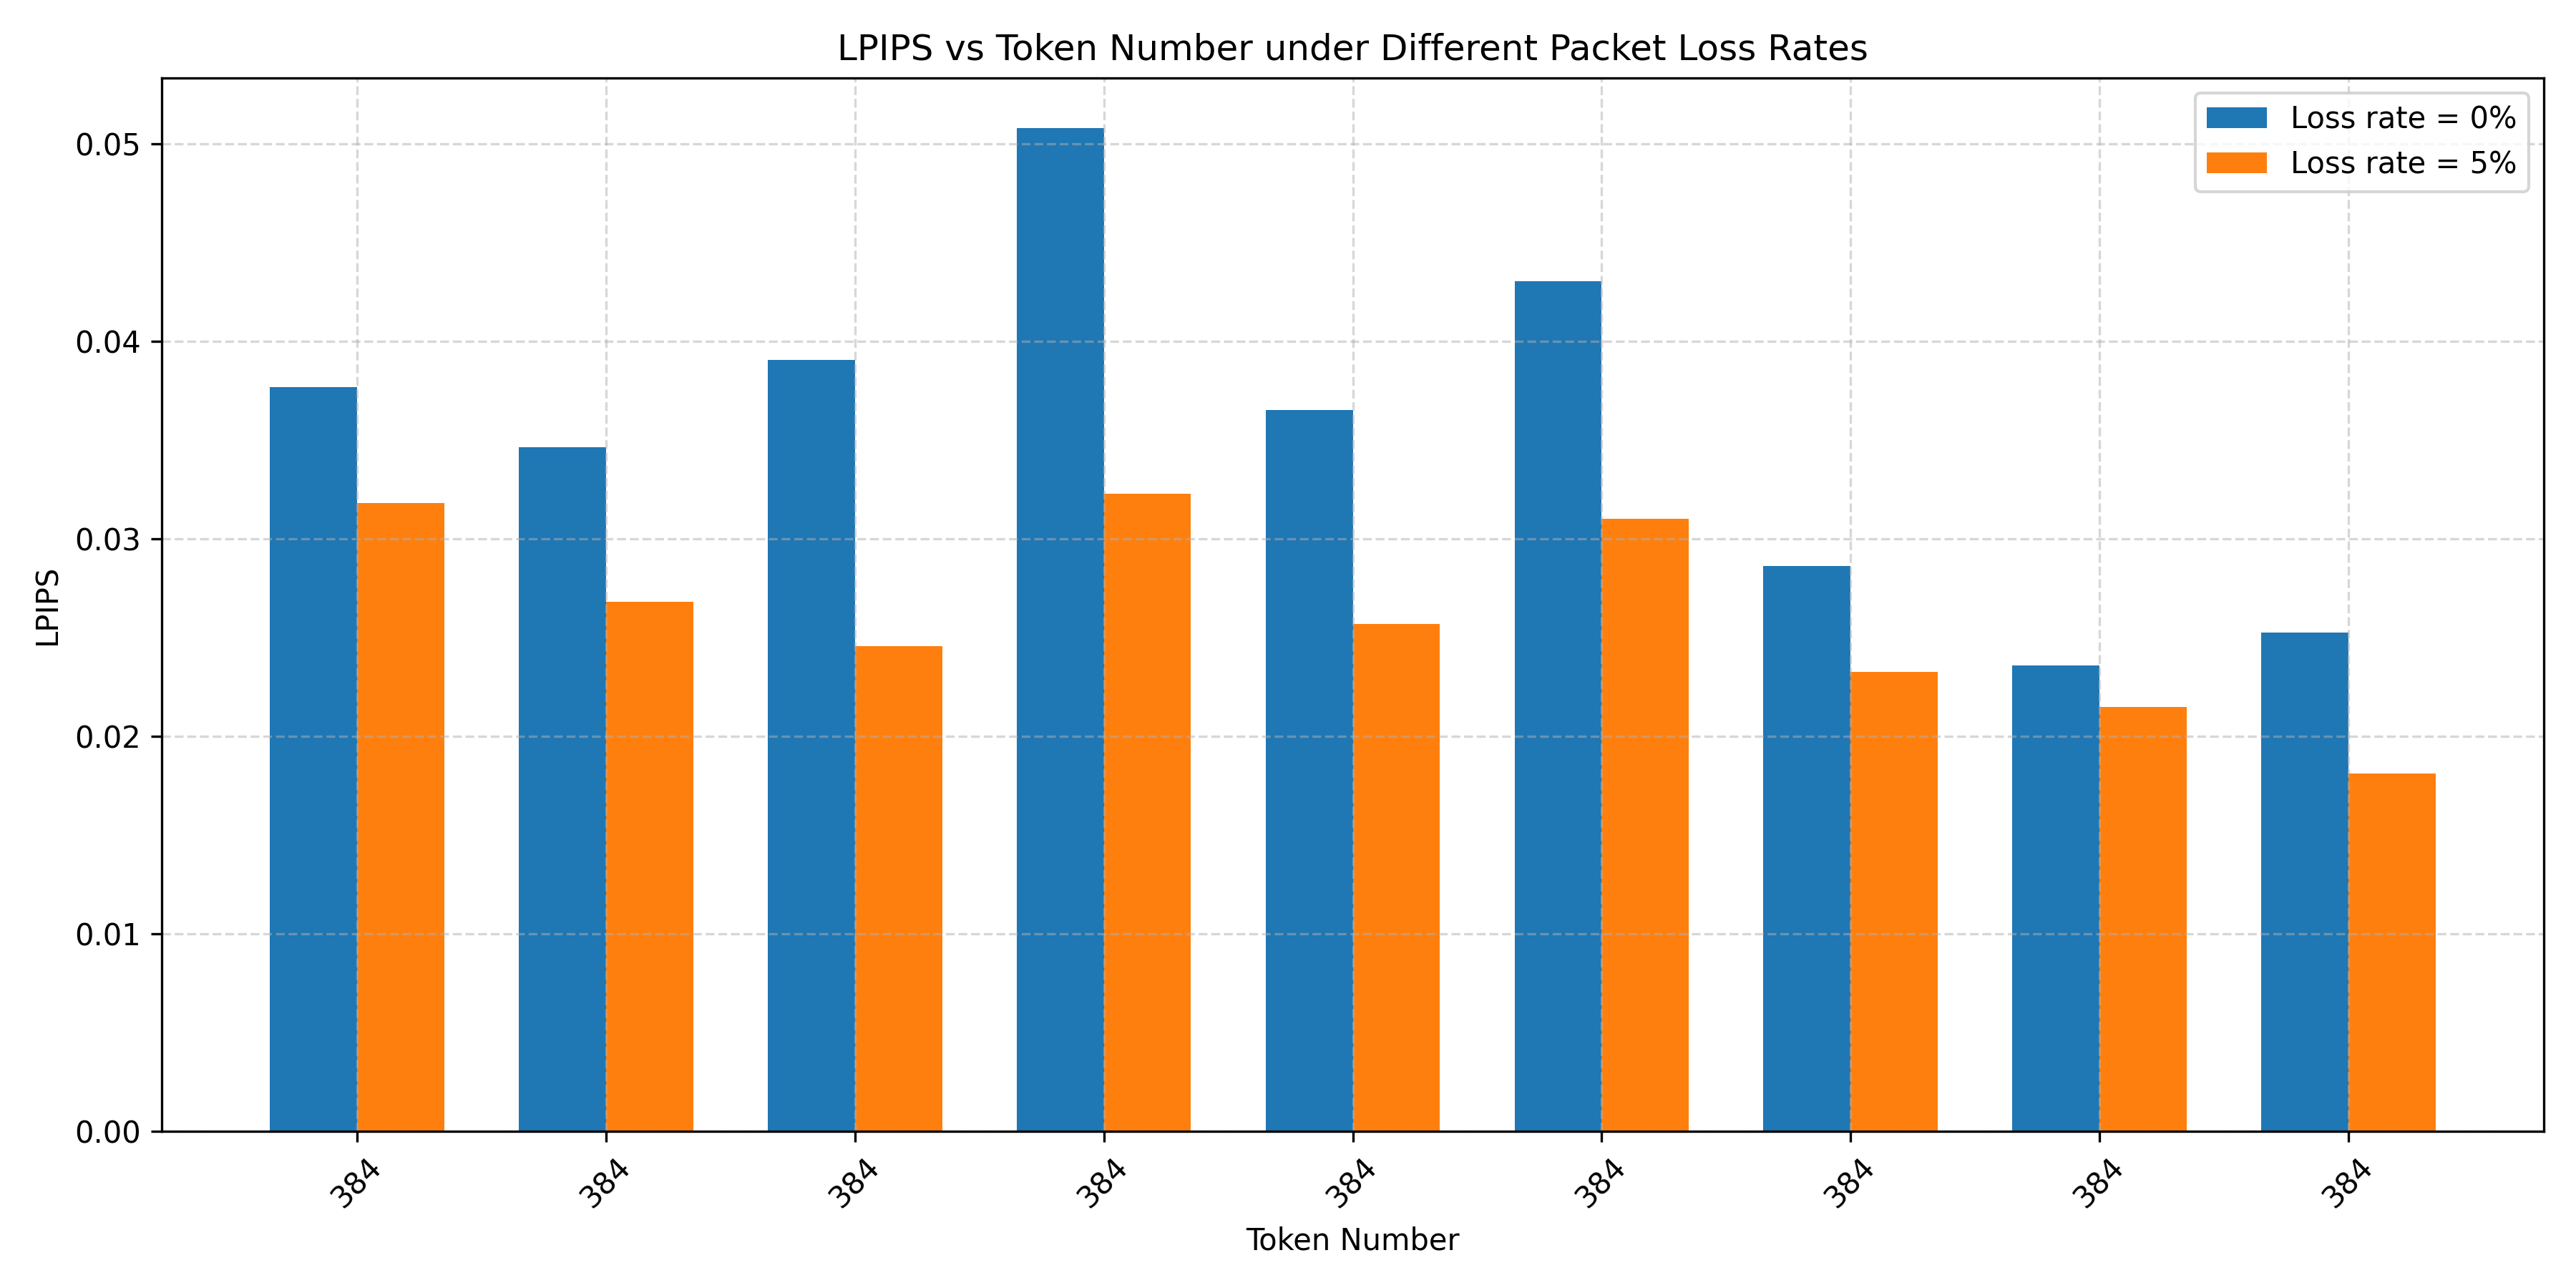 LPIPS vs Token Number under Different Packet Loss Rates
Loss rate = 0%
Loss rate = 5%
0.05
0.04
0.03
0.02
0.01
0.00
LPIPS
384 384 384 384 384 384 384 384 384
Token Number